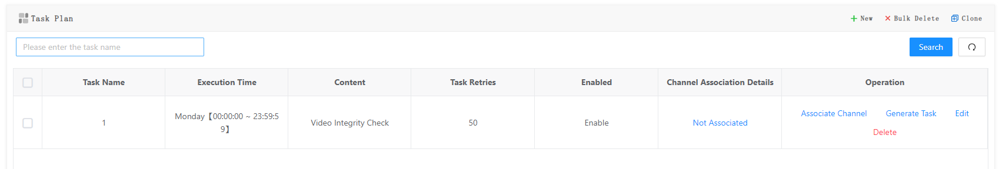 Task Plan
New
Bulk Delete
Clone
Please enter the task name
Search
Task Name
Execution Time
Content
Task Retries
Enabled
Channel Association Details
Operation
1
Monday【00:00:00 ~ 23:59:5
9】
Video Integrity Check
50
Enable
Not Associated
Associate Channel
Generate Task
Edit
Delete